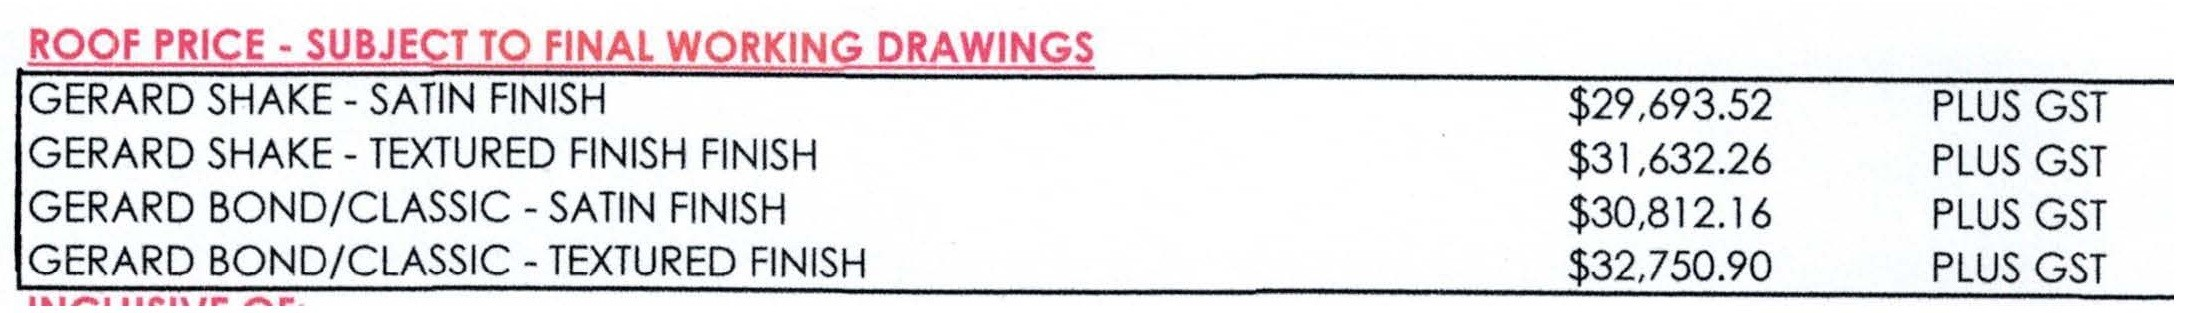 ROOF PRICE - SUBJECT TO FINAL WORKING DRAWINGS
GERARD SHAKE - SATIN FINISH $29,693.52 PLUS GST
GERARD SHAKE - TEXTURED FINISH FINISH $31,632.26 PLUS GST
GERARD BOND/CLASSIC - SATIN FINISH $30,812.16 PLUS GST
GERARD BOND/CLASSIC - TEXTURED FINISH $32,750.90 PLUS GST
INCLUSIVE OF: